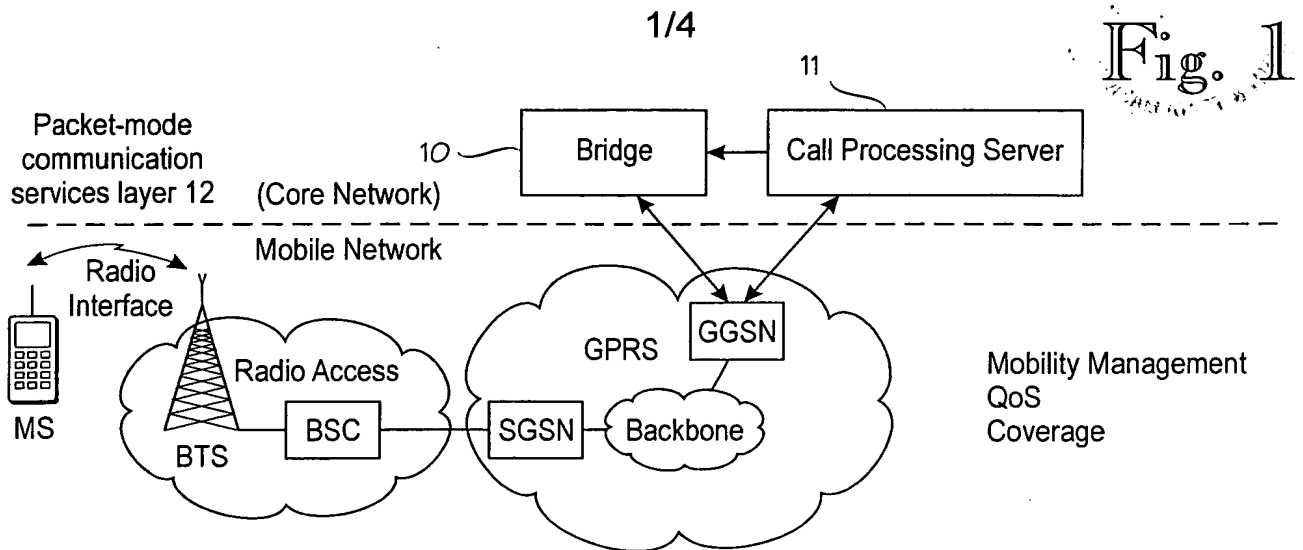 1/4
Fig. 1
11
Packet-mode
communication
services layer 12
10
Bridge
Call Processing Server
(Core Network)
Mobile Network
Radio
Interface
GGSN
GPRS
Radio Access
Mobility Management
QoS
Coverage
MS
BTS
BSC
SGSN
Backbone